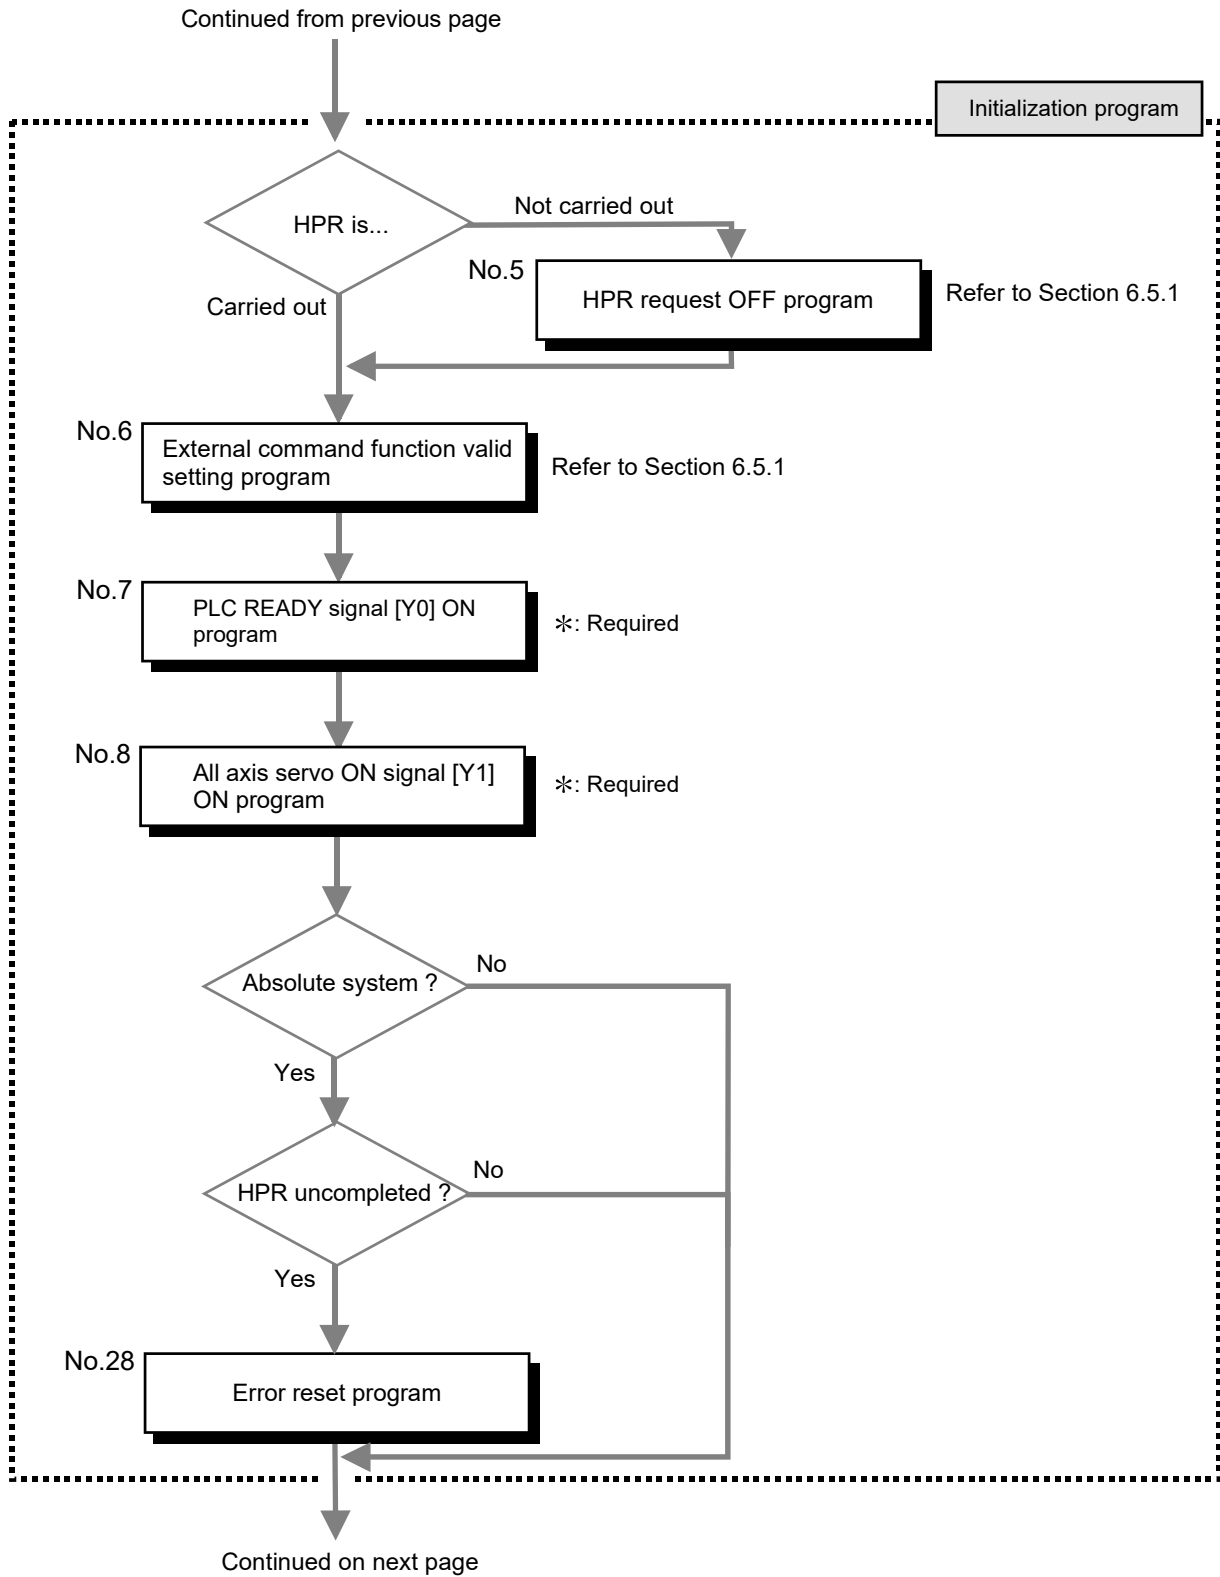 Continued from previous page
Initialization program
HPR is...
Not carried out
No.5
HPR request OFF program
Refer to Section 6.5.1
Carried out
No.6
External command function valid
setting program
Refer to Section 6.5.1
No.7
PLC READY signal [Y0] ON
program
*: Required
No.8
All axis servo ON signal [Y1]
ON program
*: Required
Absolute system ?
No
Yes
HPR uncompleted ?
No
Yes
No.28
Error reset program
Continued on next page